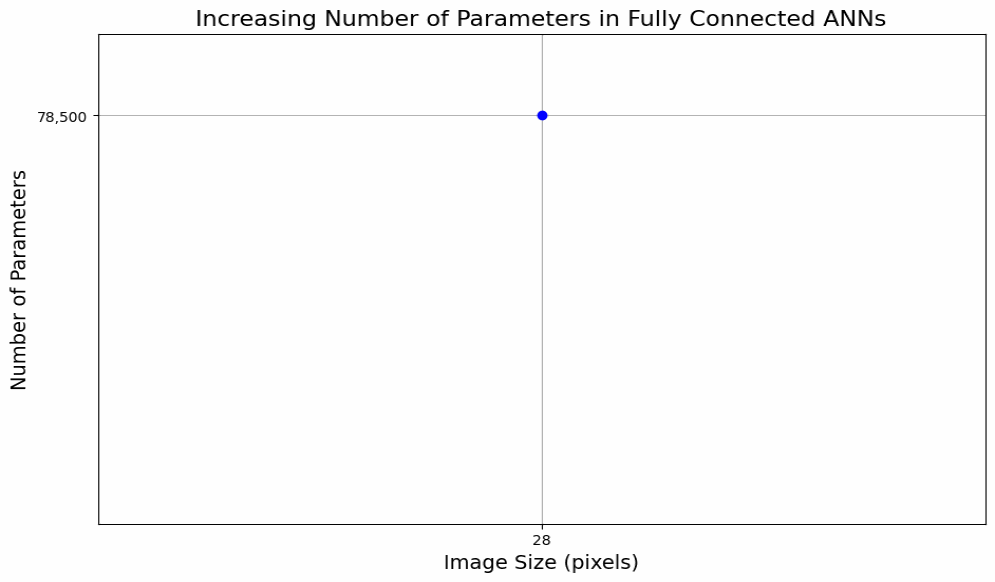 Increasing Number of Parameters in Fully Connected ANNs
78,500
Number of Parameters
28
Image Size (pixels)